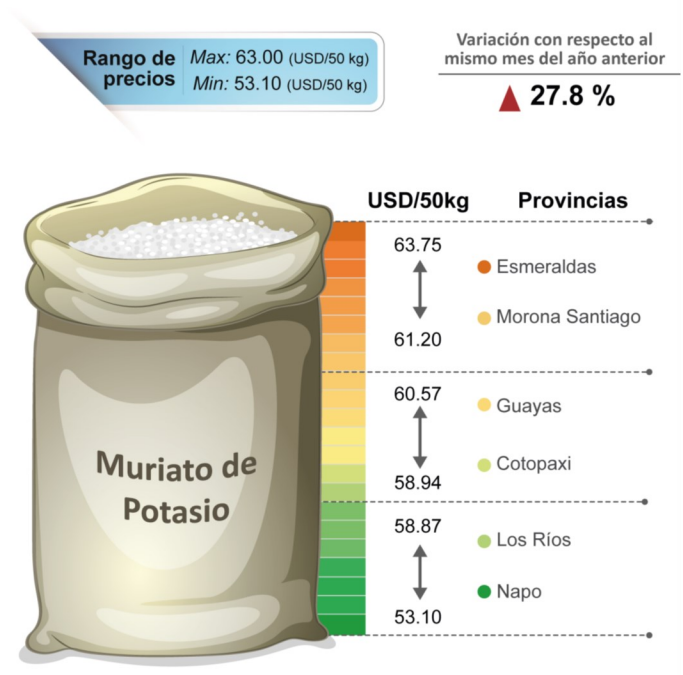 Rango de precios
Max: 63.00 (USD/50 kg)
Min: 53.10 (USD/50 kg)
Variación con respecto al
mismo mes del año anterior
27.8 %
USD/50kg Provincias
63.75
Esmeraldas
Morona Santiago
61.20
60.57
Guayas
Cotopaxi
58.94
58.87
Los Ríos
Napo
53.10
Muriato de
Potasio